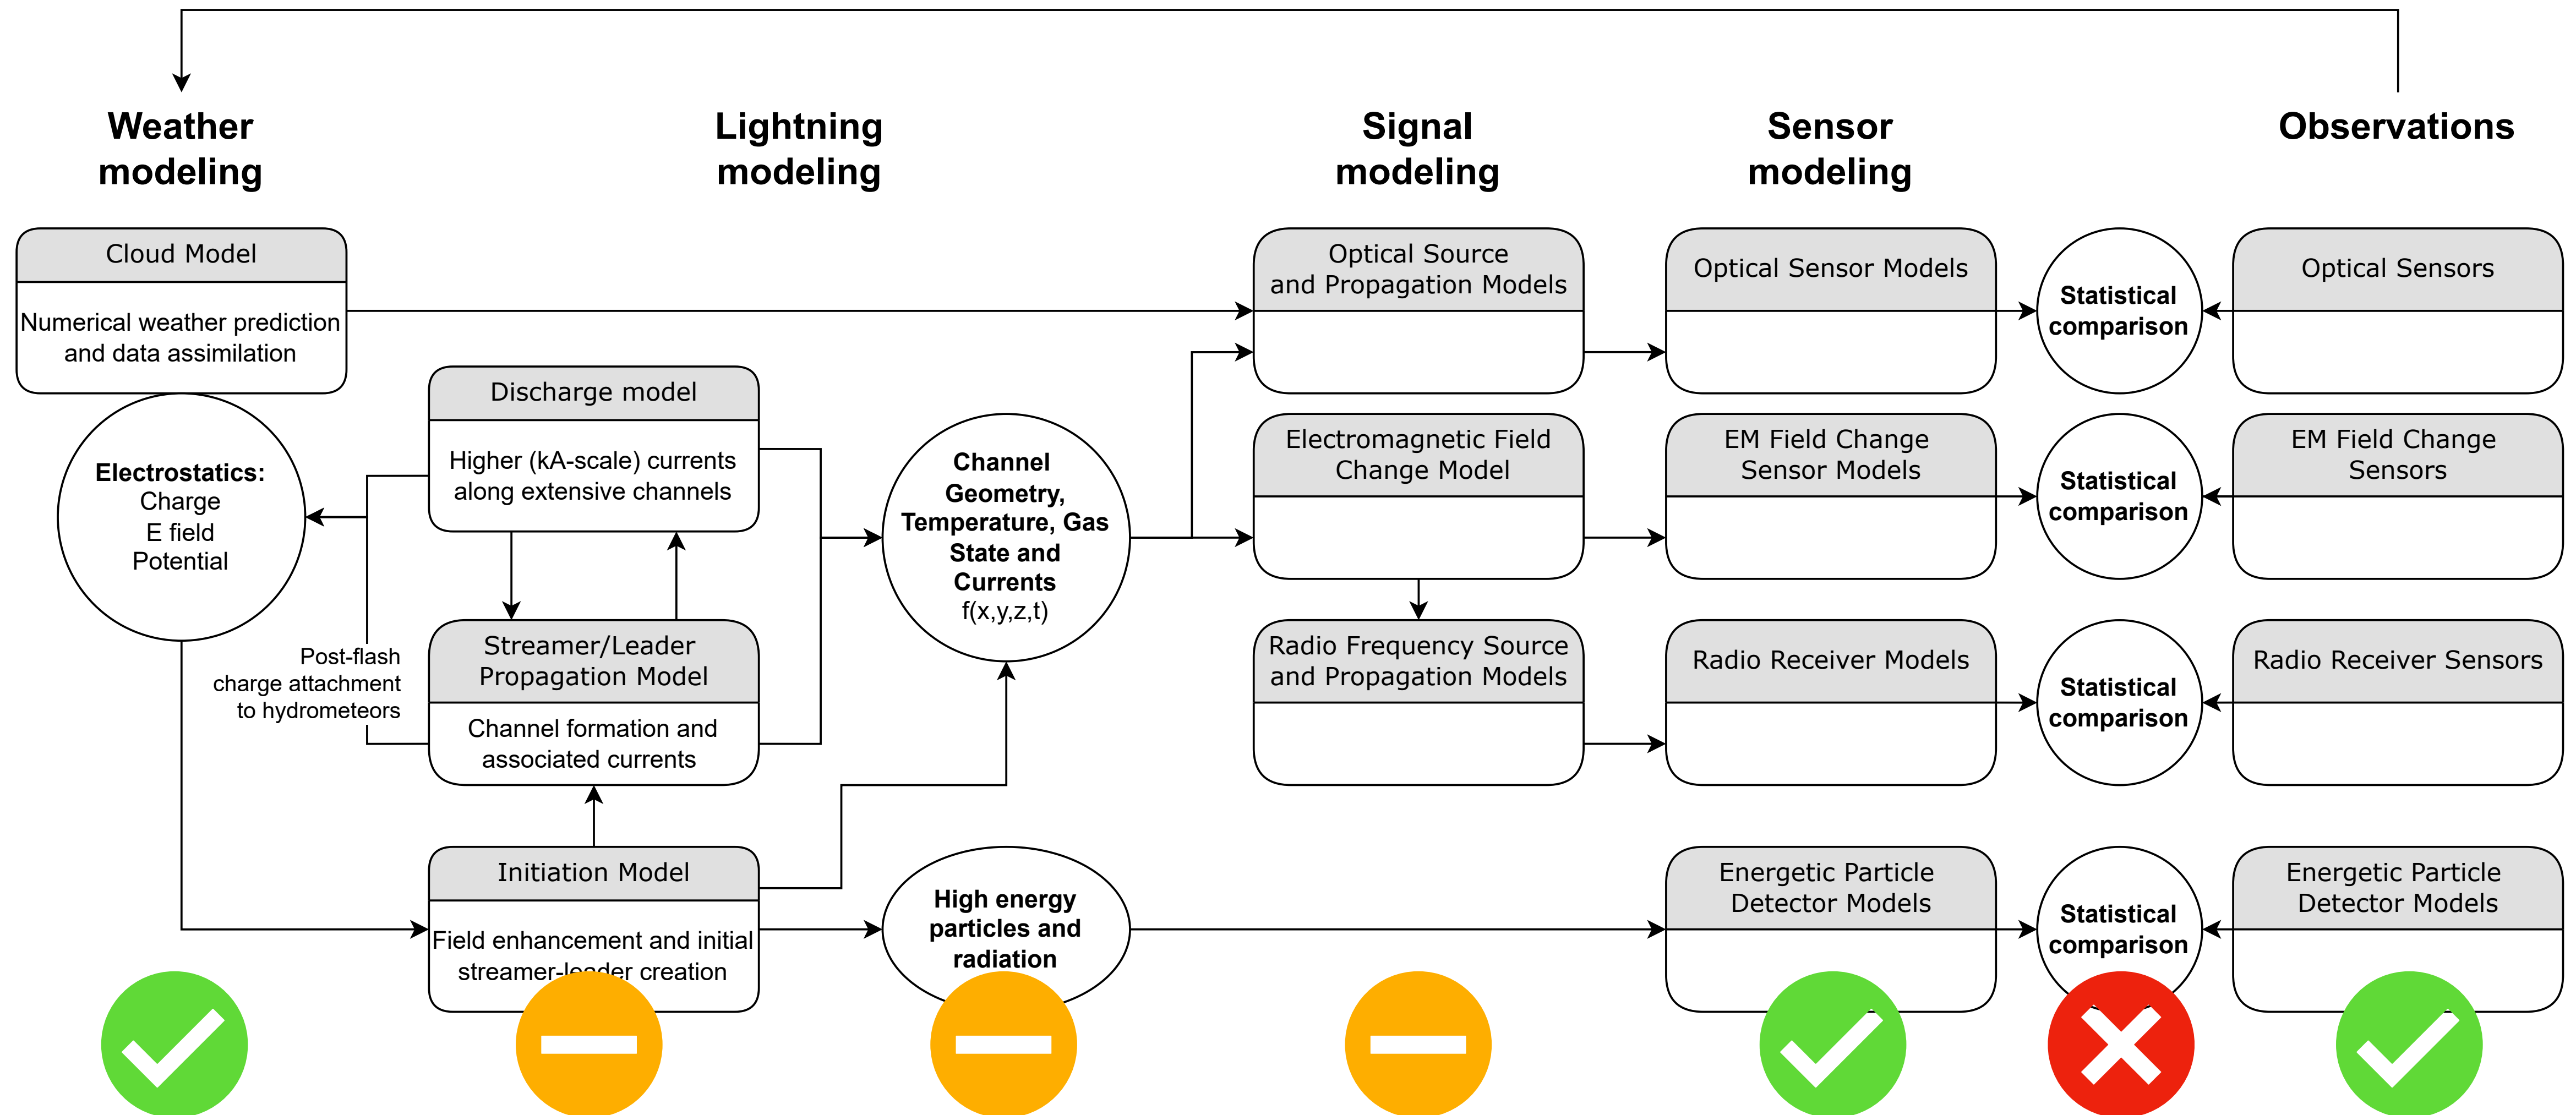 Weather
modeling
Lightning
modeling
Signal
modeling
Sensor
modeling
Observations
Cloud Model
Numerical weather prediction
and data assimilation
Electrostatics:
Charge
E field
Potential
Post-flash
charge attachment
to hydrometeors
Discharge model
Higher (kA-scale) currents
along extensive channels
Streamer/Leader
Propagation Model
Channel formation and
associated currents
Initiation Model
Field enhancement and initial
streamer-leader creation
Channel
Geometry,
Temperature, Gas
State and
Currents
f(x,y,z,t)
High energy
particles and
radiation
Optical Source
and Propagation Models
Electromagnetic Field
Change Model
Radio Frequency Source
and Propagation Models
Optical Sensor Models
EM Field Change
Sensor Models
Radio Receiver Models
Energetic Particle
Detector Models
Statistical
comparison
Statistical
comparison
Statistical
comparison
Statistical
comparison
Optical Sensors
EM Field Change
Sensors
Radio Receiver Sensors
Energetic Particle
Detector Models